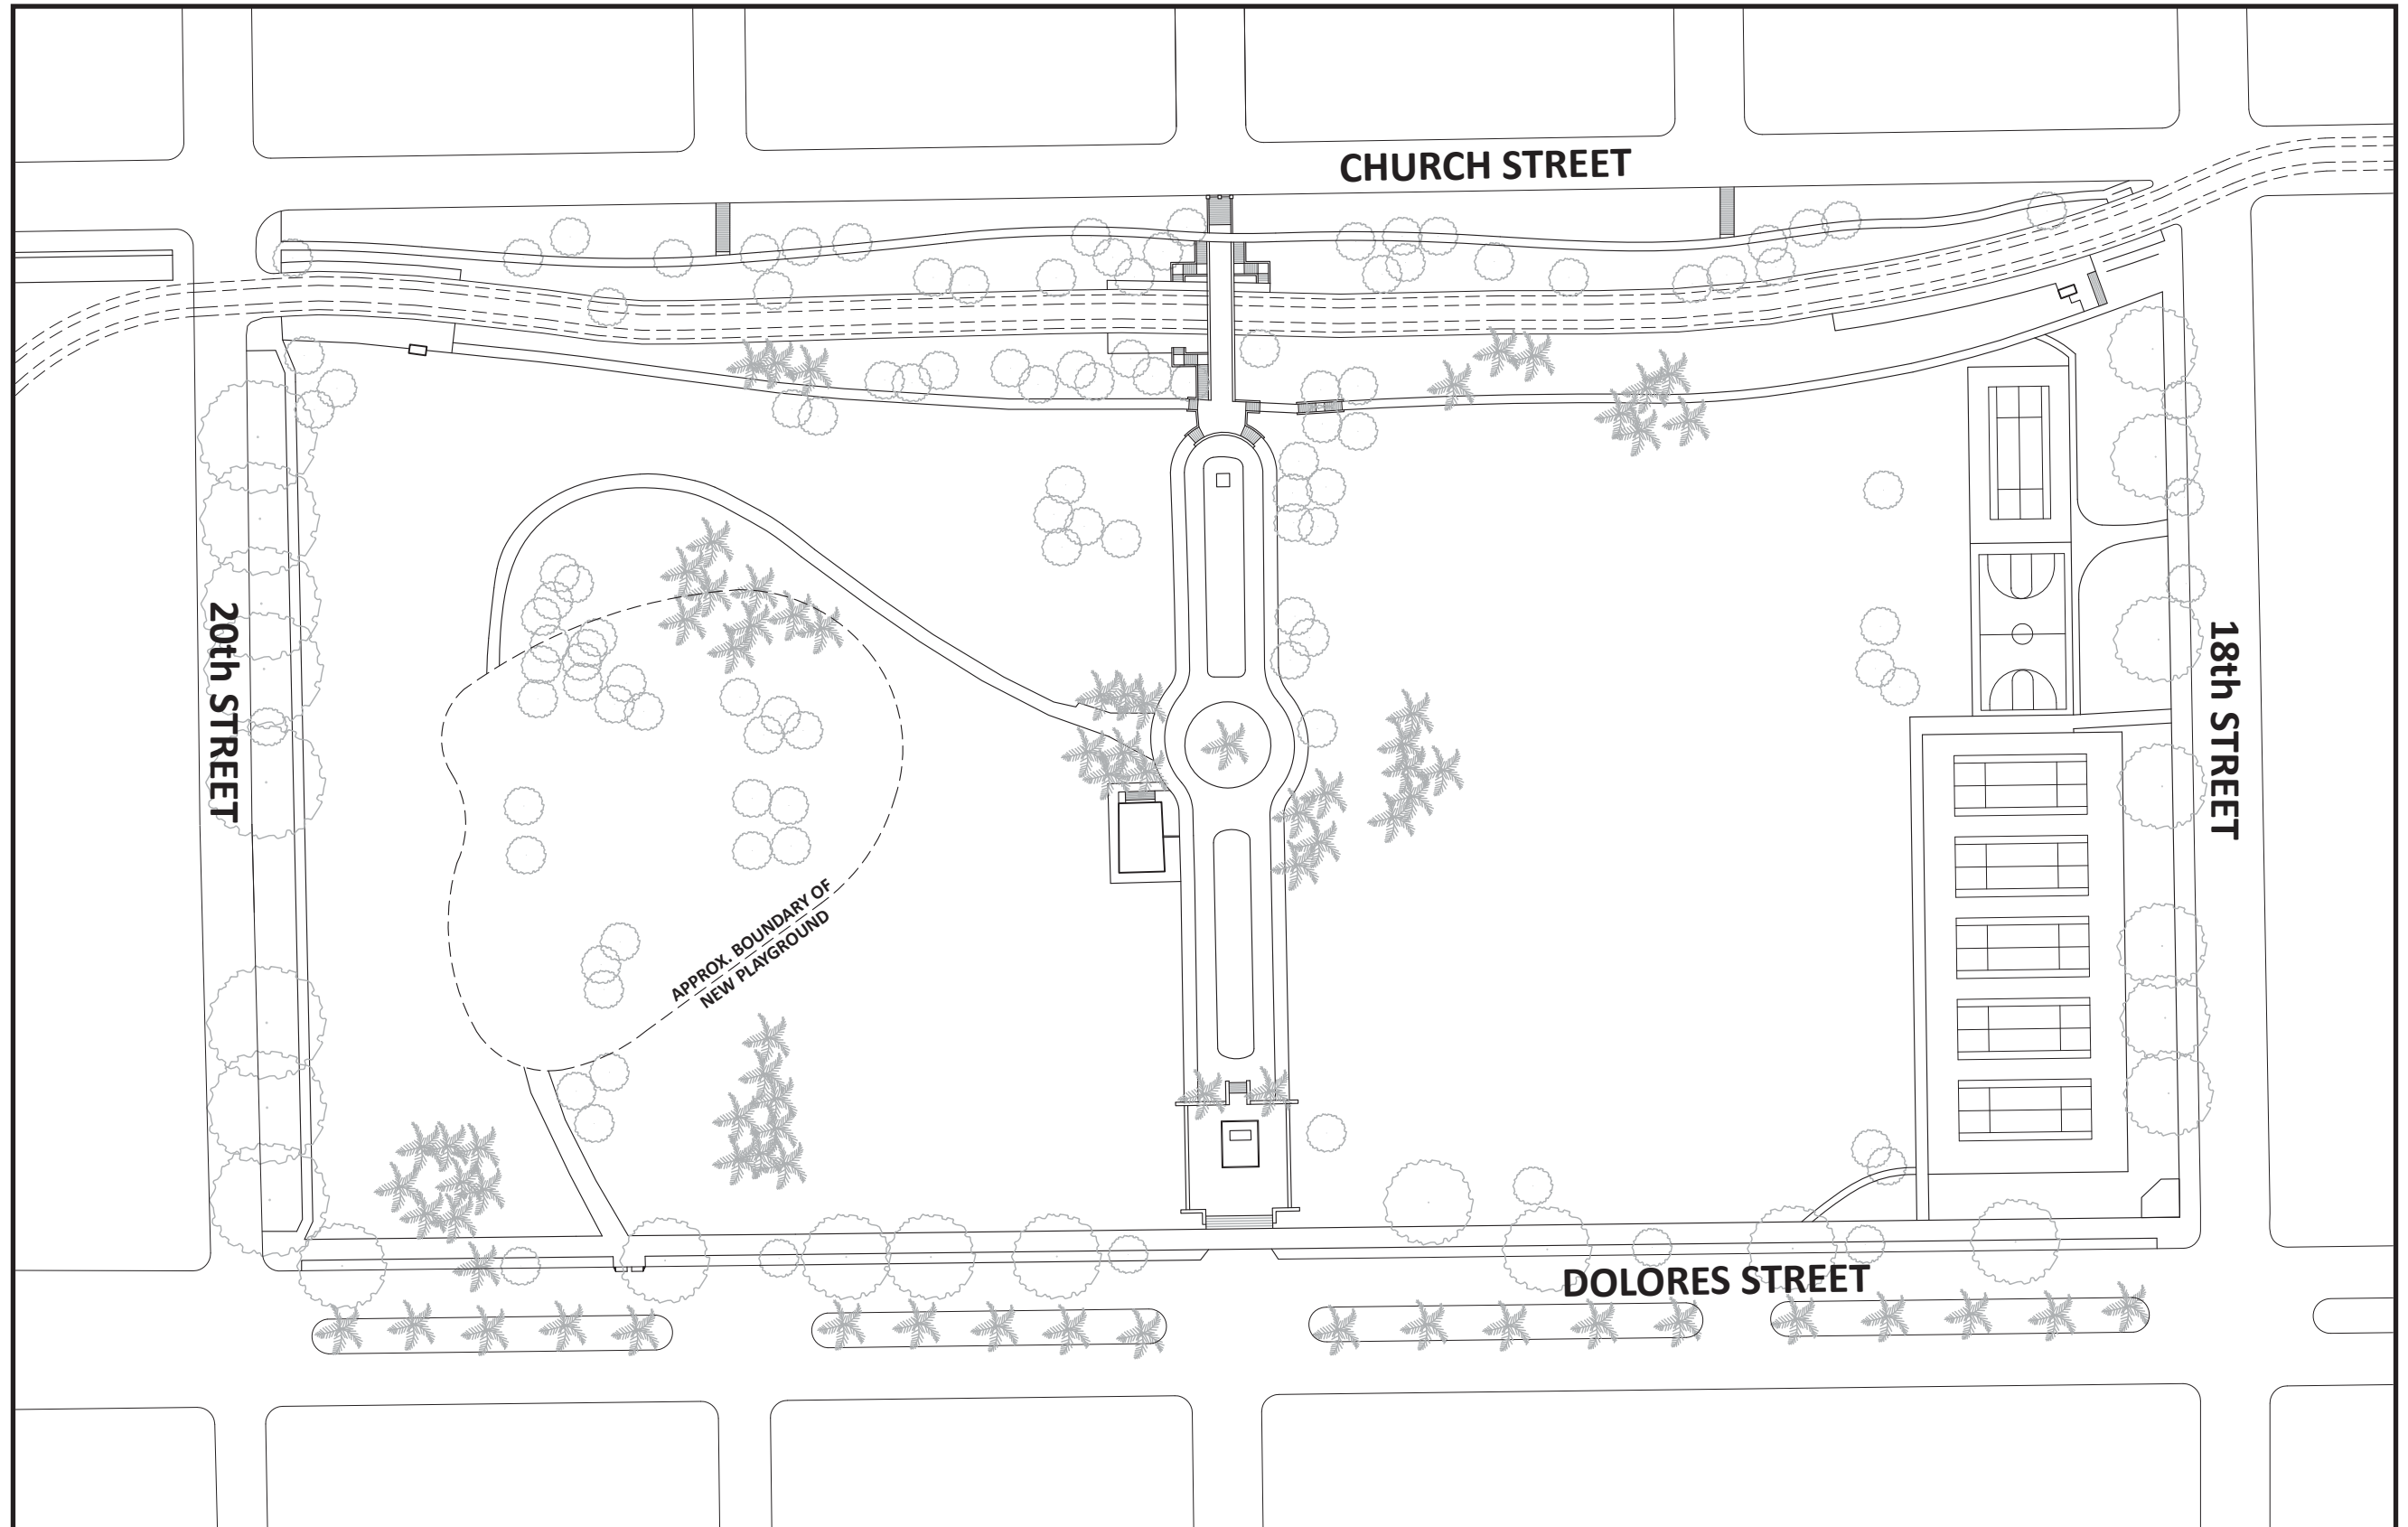 CHURCH STREET
20th STREET
18th STREET
APPROX. BOUNDARY OF
NEW PLAYGROUND
DOLORES STREET